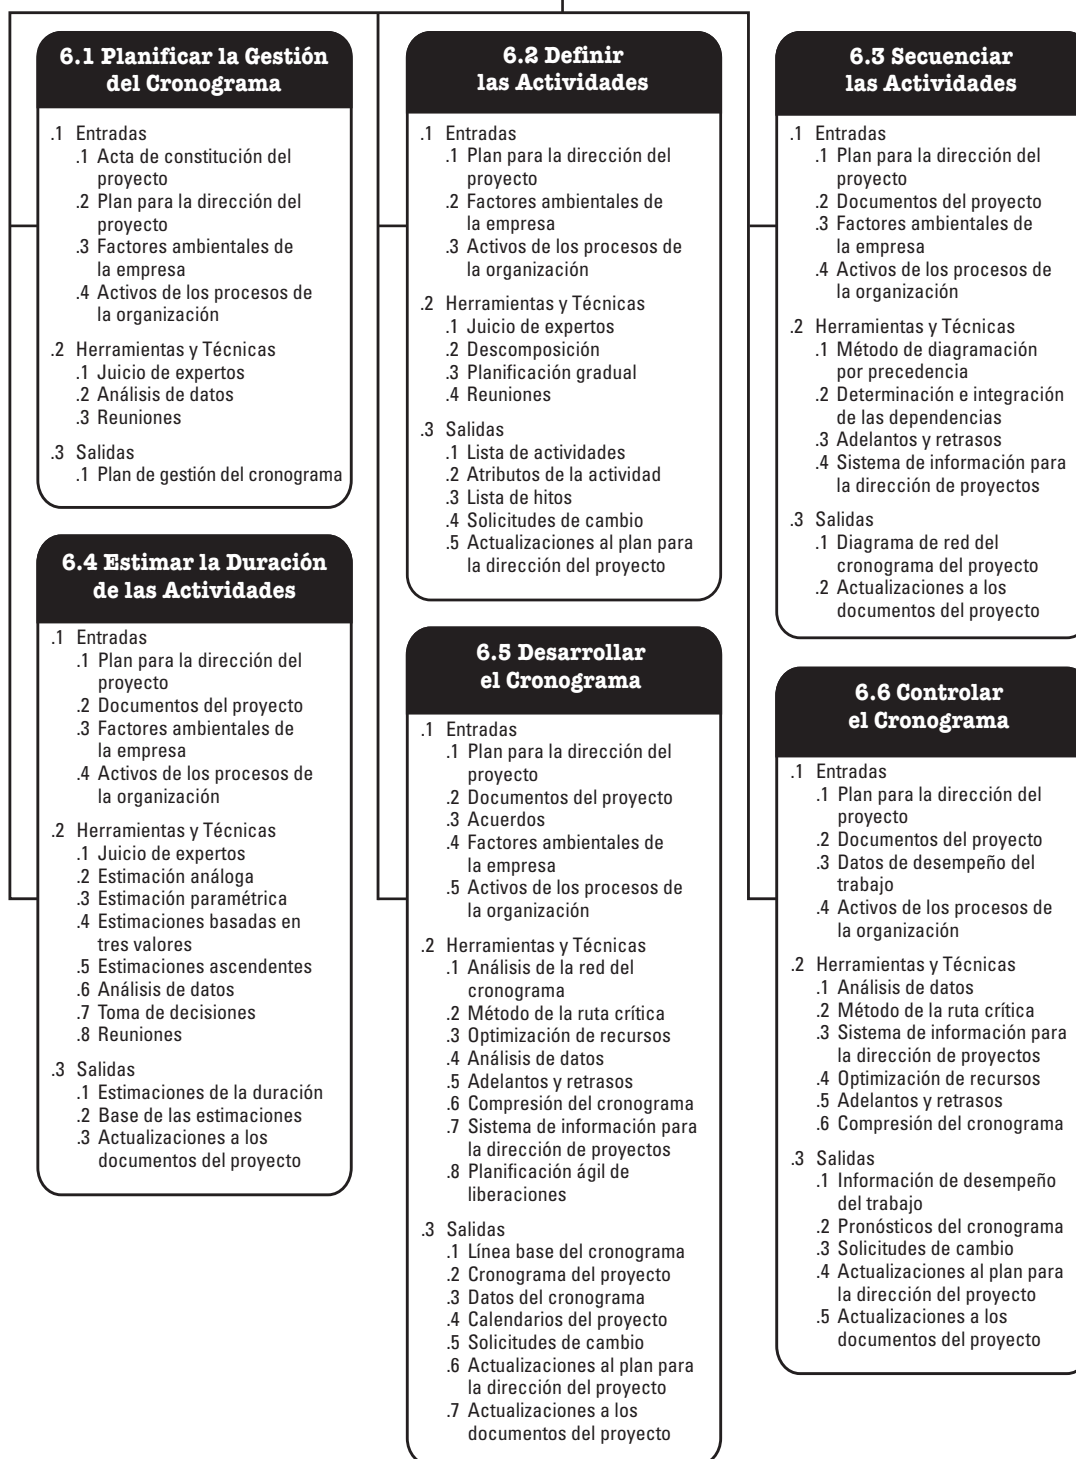 6.1 Planificar la Gestión
del Cronograma
.1 Entradas
.1 Acta de constitución del
proyecto
.2 Plan para la dirección del
proyecto
.3 Factores ambientales de
la empresa
.4 Activos de los procesos de
la organización
.2 Herramientas y Técnicas
.1 Juicio de expertos
.2 Análisis de datos
.3 Reuniones
.3 Salidas
.1 Plan de gestión del cronograma
6.2 Definir
las Actividades
.1 Entradas
.1 Plan para la dirección del
proyecto
.2 Factores ambientales de
la empresa
.3 Activos de los procesos de
la organización
.2 Herramientas y Técnicas
.1 Juicio de expertos
.2 Descomposición
.3 Planificación gradual
.4 Reuniones
.3 Salidas
.1 Lista de actividades
.2 Atributos de la actividad
.3 Lista de hitos
.4 Solicitudes de cambio
.5 Actualizaciones al plan para
la dirección del proyecto
6.3 Secuenciar
las Actividades
.1 Entradas
.1 Plan para la dirección del
proyecto
.2 Documentos del proyecto
.3 Factores ambientales de
la empresa
.4 Activos de los procesos de
la organización
.2 Herramientas y Técnicas
.1 Método de diagramación
por precedencia
.2 Determinación e integración
de las dependencias
.3 Adelantos y retrasos
.4 Sistema de información para
la dirección de proyectos
.3 Salidas
.1 Diagrama de red del
cronograma del proyecto
.2 Actualizaciones a los
documentos del proyecto
6.4 Estimar la Duración
de las Actividades
.1 Entradas
.1 Plan para la dirección del
proyecto
.2 Documentos del proyecto
.3 Factores ambientales de
la empresa
.4 Activos de los procesos de
la organización
.2 Herramientas y Técnicas
.1 Juicio de expertos
.2 Estimación análoga
.3 Estimación paramétrica
.4 Estimaciones basadas en
tres valores
.5 Estimaciones ascendentes
.6 Análisis de datos
.7 Toma de decisiones
.8 Reuniones
.3 Salidas
.1 Estimaciones de la duración
.2 Base de las estimaciones
.3 Actualizaciones a los
documentos del proyecto
6.5 Desarrollar
el Cronograma
.1 Entradas
.1 Plan para la dirección del
proyecto
.2 Documentos del proyecto
.3 Acuerdos
.4 Factores ambientales de
la empresa
.5 Activos de los procesos de
la organización
.2 Herramientas y Técnicas
.1 Análisis de la red del
cronograma
.2 Método de la ruta crítica
.3 Optimización de recursos
.4 Análisis de datos
.5 Adelantos y retrasos
.6 Compresión del cronograma
.7 Sistema de información para
la dirección de proyectos
.8 Planificación ágil de
liberaciones
.3 Salidas
.1 Línea base del cronograma
.2 Cronograma del proyecto
.3 Datos del cronograma
.4 Calendarios del proyecto
.5 Solicitudes de cambio
.6 Actualizaciones al plan para
la dirección del proyecto
.7 Actualizaciones a los
documentos del proyecto
6.6 Controlar
el Cronograma
.1 Entradas
.1 Plan para la dirección del
proyecto
.2 Documentos del proyecto
.3 Datos de desempeño del
trabajo
.4 Activos de los procesos de
la organización
.2 Herramientas y Técnicas
.1 Análisis de datos
.2 Método de la ruta crítica
.3 Sistema de información para
la dirección de proyectos
.4 Optimización de recursos
.5 Adelantos y retrasos
.6 Compresión del cronograma
.3 Salidas
.1 Información de desempeño
del trabajo
.2 Pronósticos del cronograma
.3 Solicitudes de cambio
.4 Actualizaciones al plan para
la dirección del proyecto
.5 Actualizaciones a los
documentos del proyecto